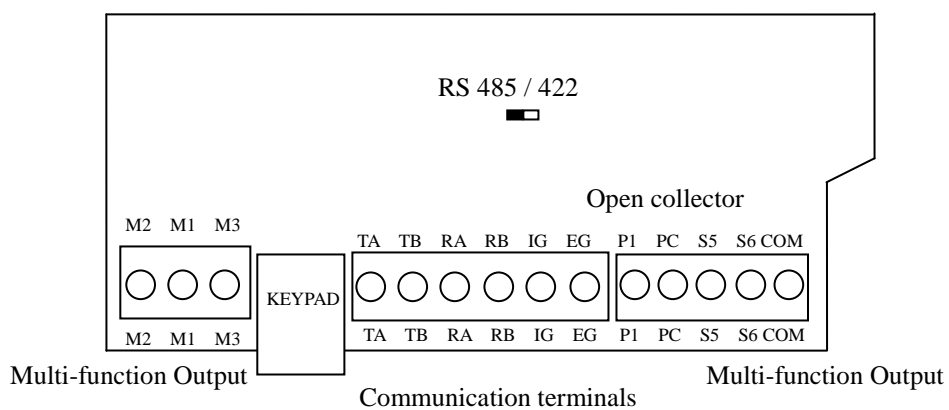 RS 485 / 422
Open collector
M2 M1 M3
TA TB RA RB IG EG
P1 PC S5 S6 COM
KEYPAD
M2 M1 M3
TA TB RA RB IG EG
P1 PC S5 S6 COM
Multi-function Output
Communication terminals
Multi-function Output